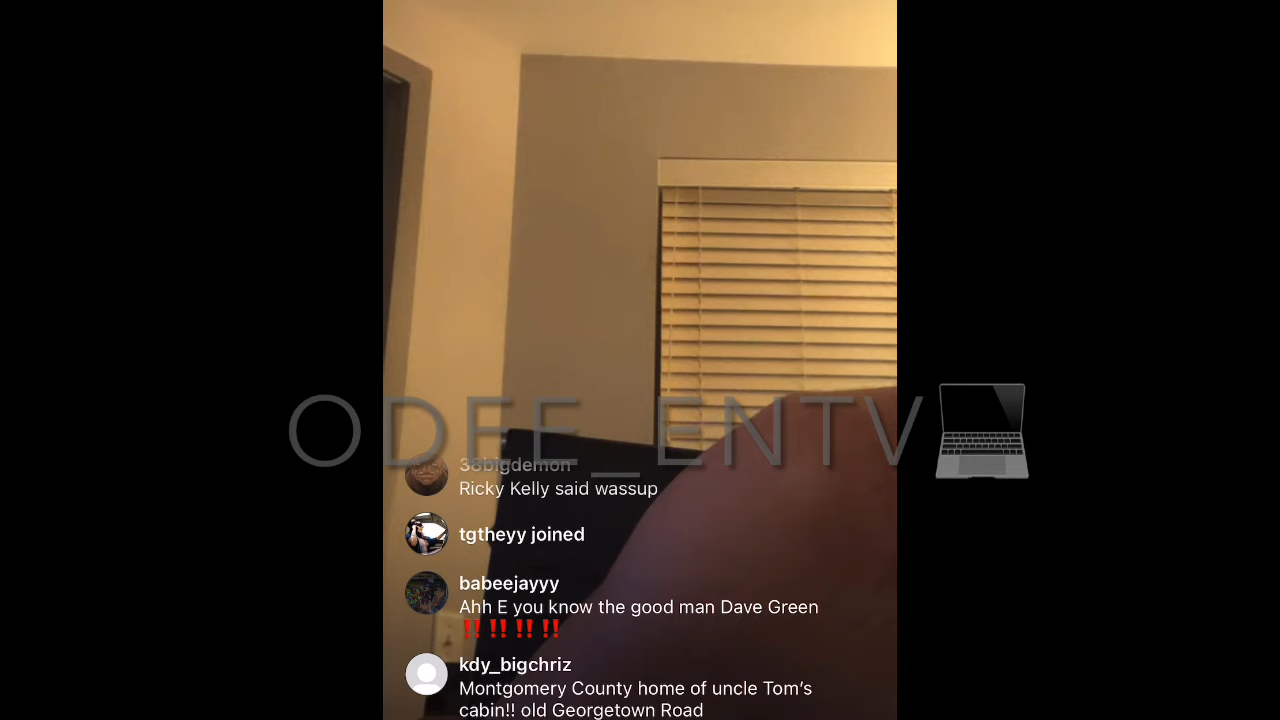 ODEE_ENTV
38bigdemon
Ricky Kelly said wassup
tgtheyy joined
babeejayyy
Ahh E you know the good man Dave Green
‼️ ‼️ ‼️ ‼️
kdy_bigchriz
Montgomery County home of uncle Tom’s
cabin!! old Georgetown Road